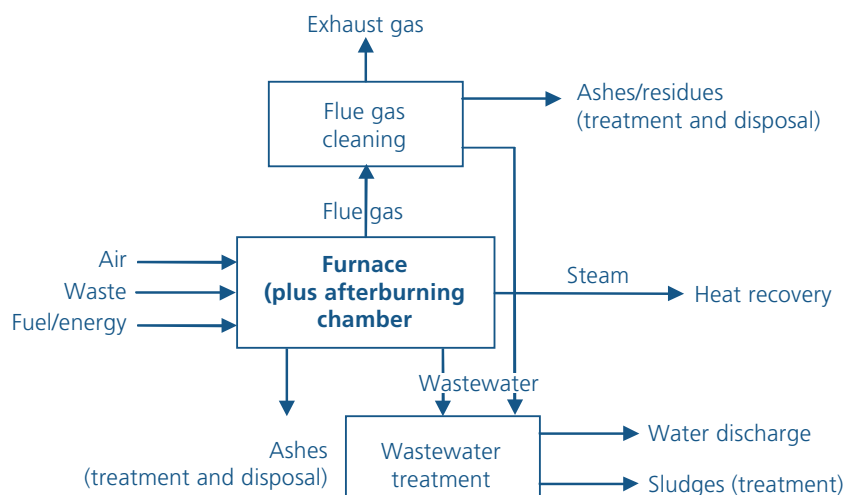 Exhaust gas
Flue gas
cleaning
Ashes/residues
(treatment and disposal)
Flue gas
Air
Waste
Fuel/energy
Furnace
(plus afterburning
chamber
Steam
Heat recovery
Wastewater
Ashes
(treatment and disposal)
Wastewater
treatment
Water discharge
Sludges (treatment)